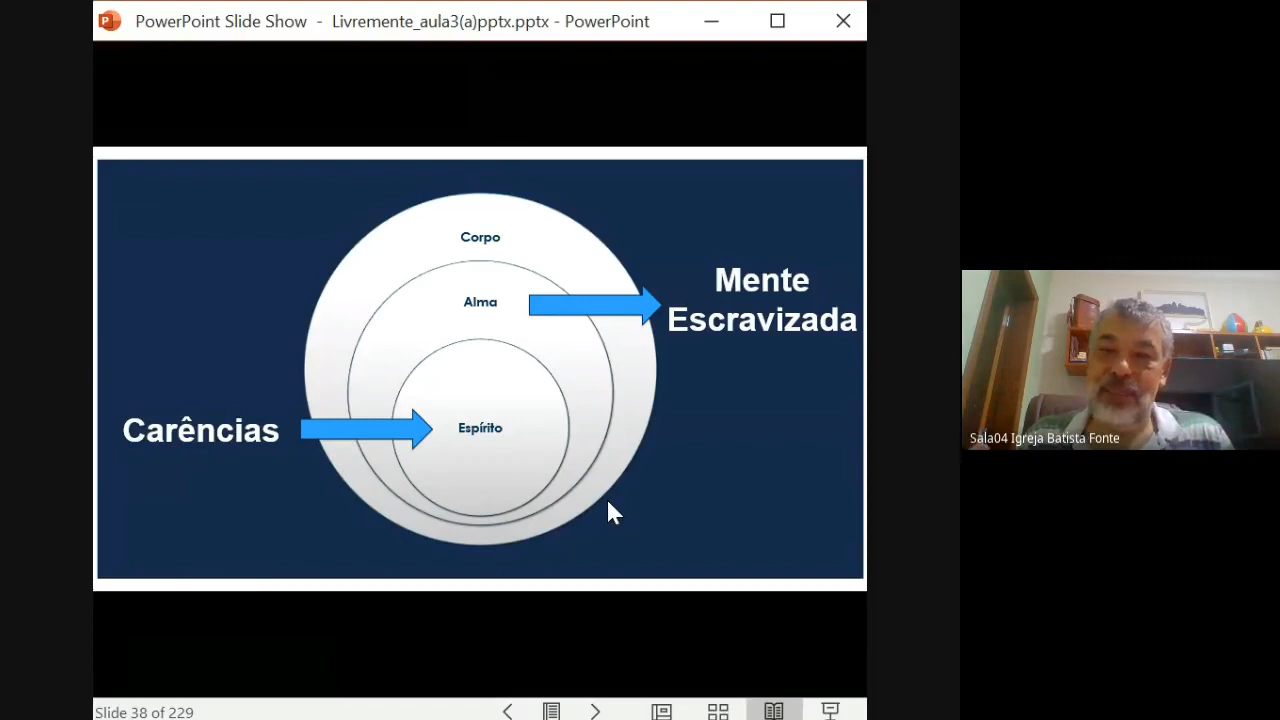 PowerPoint Slide Show - Livremente_aula3(a)pptx.pptx - PowerPoint
Corpo
Mente
Alma
Escravizada
Carências
Espírito
Sala04 Igreja Batista Fonte
Slide 38 of 229